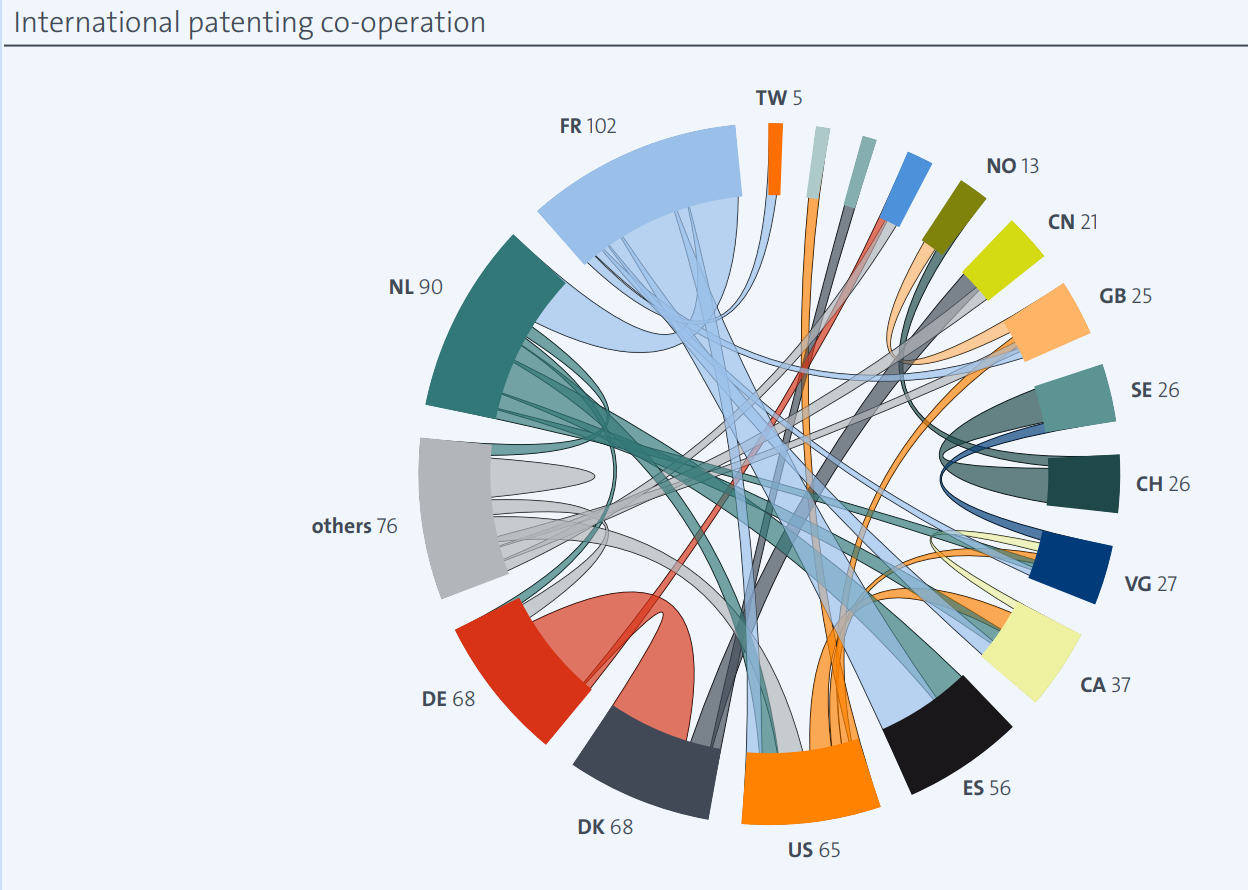 International patenting co-operation
TW 5
FR 102
NO 13
CN 21
NL 90
GB 25
SE 26
CH 26
others 76
VG 27
CA 37
DE 68
ES 56
DK 68
US 65